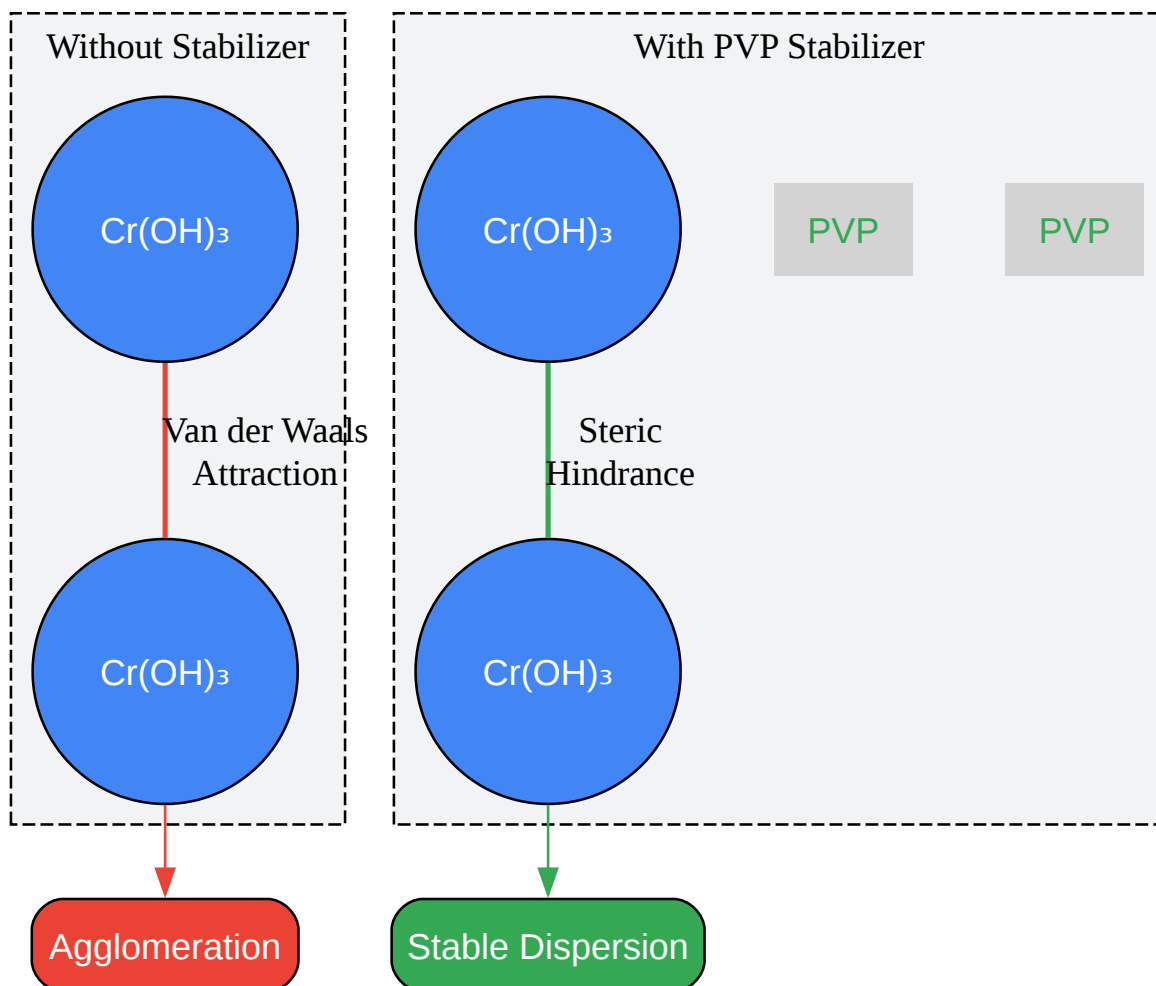 Without Stabilizer
Cr(OH)₃
Van der Waals
Attraction
Cr(OH)₃
Agglomeration
With PVP Stabilizer
Cr(OH)₃
PVP
PVP
Steric
Hindrance
Cr(OH)₃
Stable Dispersion